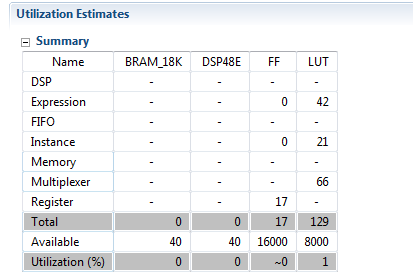 Utilization Estimates
Summary
Name BRAM_18K DSP48E FF LUT
DSP - - - -
Expression - - 0 42
FIFO - - - -
Instance - - 0 21
Memory - - - -
Multiplexer - - - 66
Register - - 17 -
Total 0 0 17 129
Available 40 40 16000 8000
Utilization (%) 0 0 ~0 1